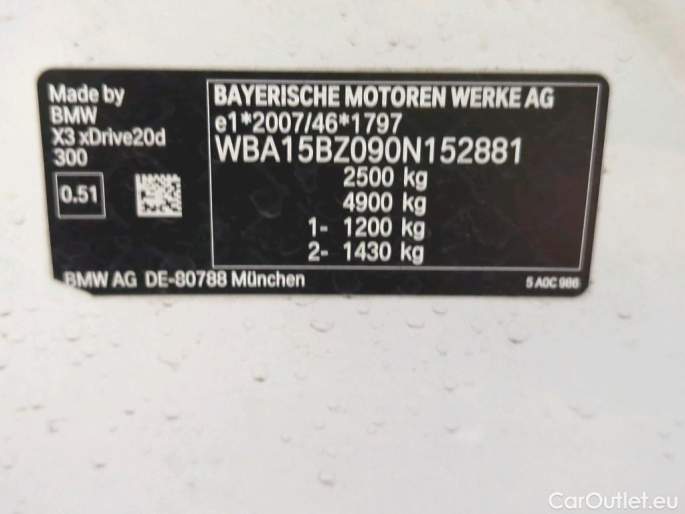 Made by
BMW
X3 xDrive20d
300
0.51
BAYERISCHE MOTOREN WERKE AG
e1*2007/46*1797
WBA15BZ090N152881
2500 kg
4900 kg
1- 1200 kg
2- 1430 kg
BMW AG DE-80788 München
5 A0C 986
CarOutlet.eu